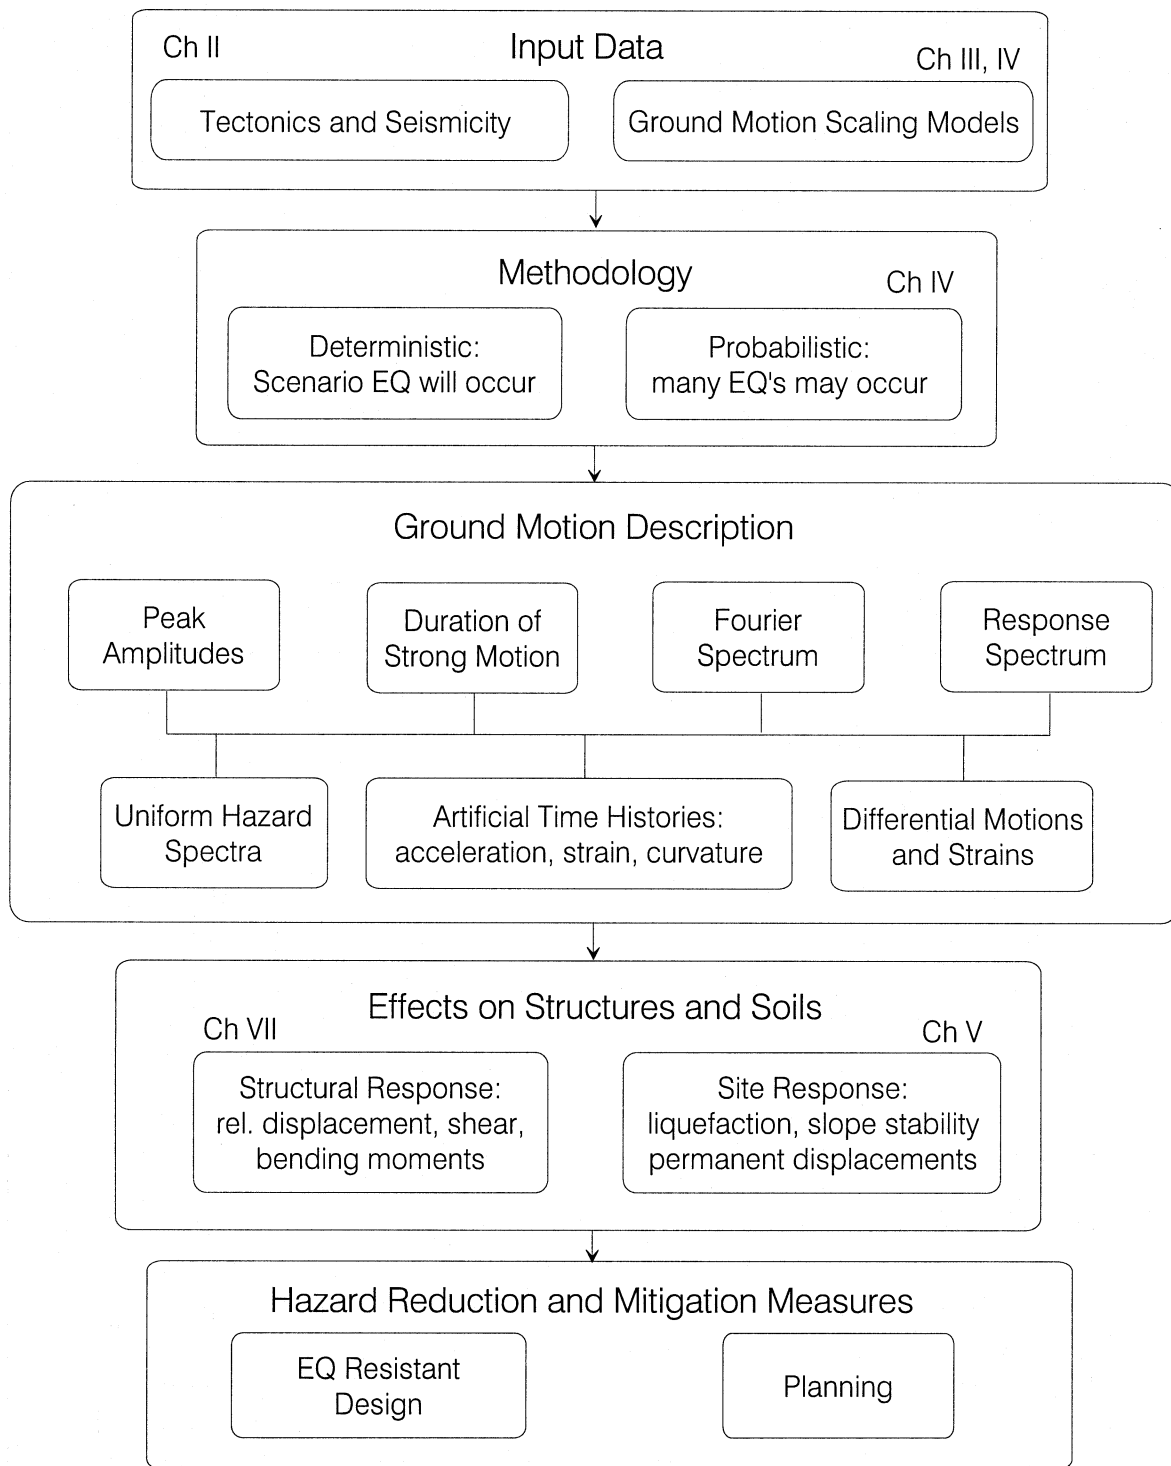 Ch II
Input Data
Ch III, IV
Tectonics and Seismicity
Ground Motion Scaling Models
Methodology
Ch IV
Deterministic:
Scenario EQ will occur
Probabilistic:
many EQ's may occur
Ground Motion Description
Peak
Amplitudes
Duration of
Strong Motion
Fourier
Spectrum
Response
Spectrum
Uniform Hazard
Spectra
Artificial Time Histories:
acceleration, strain, curvature
Differential Motions
and Strains
Effects on Structures and Soils
Ch VII
Ch V
Structural Response:
rel. displacement, shear,
bending moments
Site Response:
liquefaction, slope stability
permanent displacements
Hazard Reduction and Mitigation Measures
EQ Resistant
Design
Planning